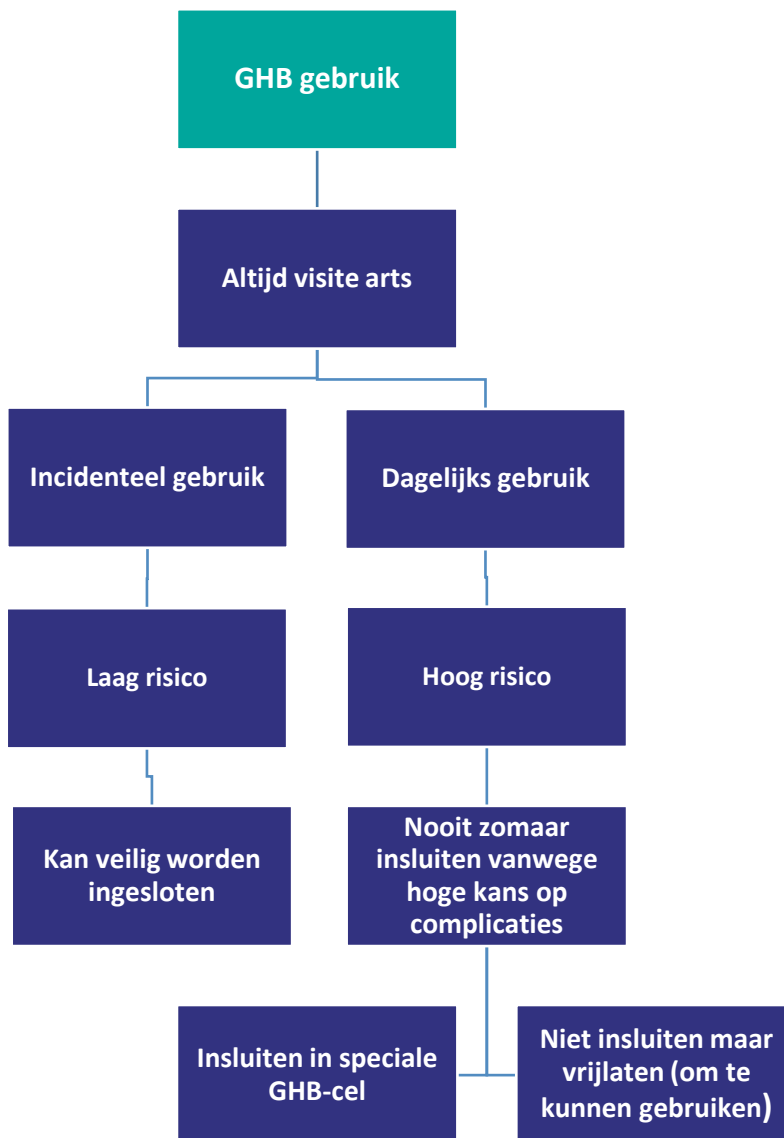 GHB gebruik
Altijd visite arts
Incidenteel gebruik
Dagelijks gebruik
Laag risico
Hoog risico
Kan veilig worden
ingesloten
Nooit zomaar
insluiten vanwege
hoge kans op
complicaties
Insluiten in speciale
GHB-cel
Niet insluiten maar
vrijlaten (om te
kunnen gebruiken)